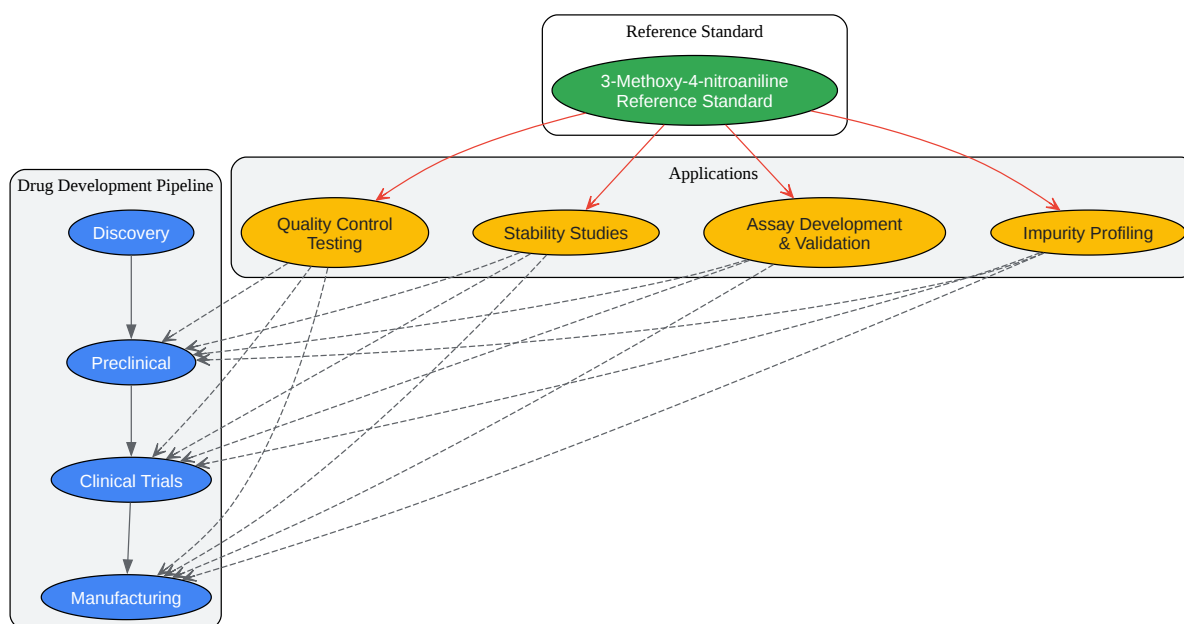 Reference Standard
3-Methoxy-4-nitroaniline
Reference Standard
Drug Development Pipeline
Applications
Discovery
Quality Control
Testing
Stability Studies
Assay Development
& Validation
Impurity Profiling
Preclinical
Clinical Trials
Manufacturing